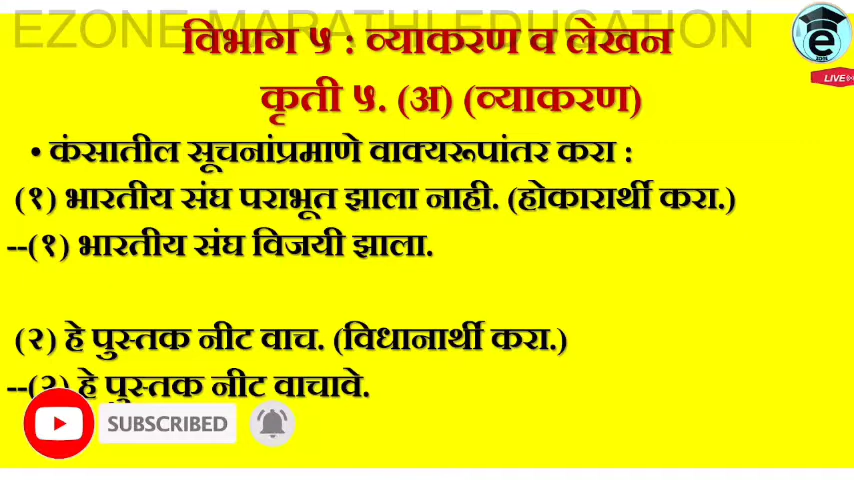 EZONE MARATHI EDUCATION
विभाग ५ : व्याकरण व लेखन
कृती ५. (अ) (व्याकरण)
• कंसातील सूचनांप्रमाणे वाक्यरूपांतर करा :
(१) भारतीय संघ पराभूत झाला नाही. (होकारार्थी करा.)
--(१) भारतीय संघ विजयी झाला.
(२) हे पुस्तक नीट वाच. (विधानार्थी करा.)
--(२) हे पुस्तक नीट वाचावे.
SUBSCRIBED
e
LIVE